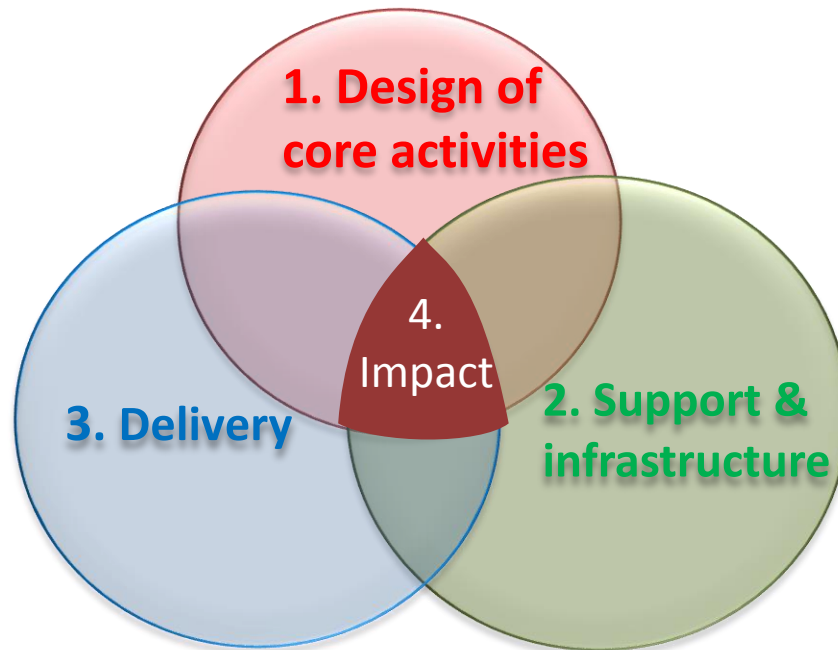 1. Design of
core activities
4.
Impact
3. Delivery
2. Support &
infrastructure